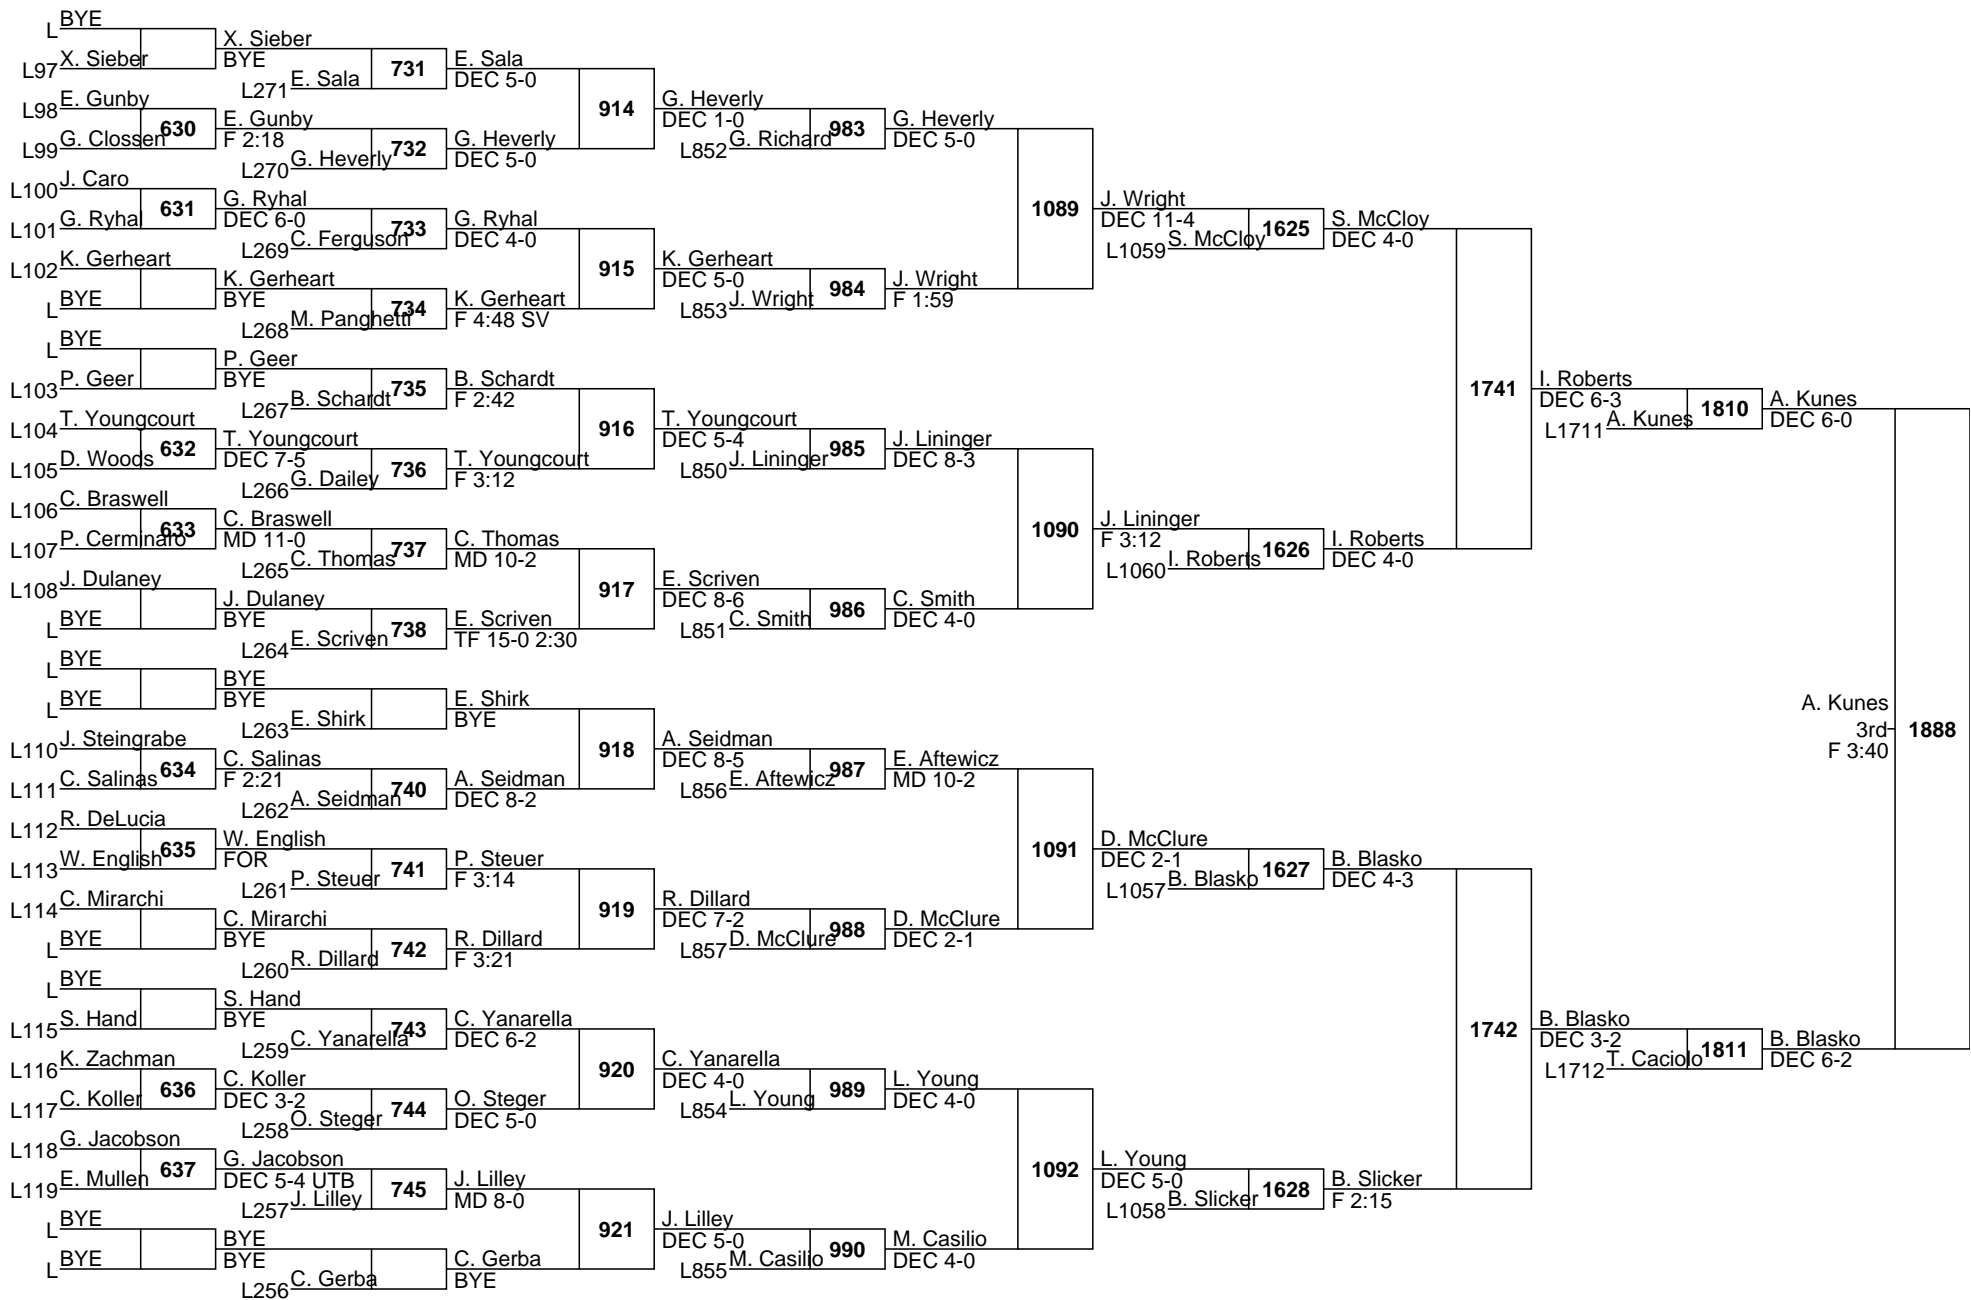 BYE
L
X. Sieber
L97
X. Sieber
BYE
E. Sala
L271
731
E. Sala
DEC 5-0
E. Gunby
L98
G. Clossen
L99
630
E. Gunby
F 2:18
G. Heverly
L270
732
G. Heverly
DEC 5-0
914
G. Heverly
DEC 1-0
G. Richard
L852
983
G. Heverly
DEC 5-0
J. Caro
L100
G. Ryhal
L101
631
G. Ryhal
DEC 6-0
C. Ferguson
L269
733
G. Ryhal
DEC 4-0
K. Gerheart
L102
BYE
L
K. Gerheart
BYE
M. Panghetti
L268
734
K. Gerheart
F 4:48 SV
915
K. Gerheart
DEC 5-0
J. Wright
L853
984
J. Wright
F 1:59
1089
J. Wright
DEC 11-4
S. McCloy
L1059
1625
S. McCloy
DEC 4-0
BYE
L
P. Geer
L103
P. Geer
BYE
B. Schardt
L267
735
B. Schardt
F 2:42
T. Youngcourt
L104
D. Woods
L105
632
T. Youngcourt
DEC 7-5
G. Dailey
L266
736
T. Youngcourt
F 3:12
916
T. Youngcourt
DEC 5-4
J. Lininger
L850
985
J. Lininger
DEC 8-3
C. Braswell
L106
P. Cerminaro
L107
633
C. Braswell
MD 11-0
C. Thomas
L265
737
C. Thomas
MD 10-2
J. Dulaney
L108
BYE
L
J. Dulaney
BYE
E. Scriven
L264
738
E. Scriven
TF 15-0 2:30
917
E. Scriven
DEC 8-6
C. Smith
L851
986
C. Smith
DEC 4-0
1090
J. Lininger
F 3:12
I. Roberts
L1060
1626
I. Roberts
DEC 4-0
1741
I. Roberts
DEC 6-3
A. Kunes
L1711
1810
A. Kunes
DEC 6-0
BYE
L
BYE
L
BYE
BYE
E. Shirk
L263
E. Shirk
BYE
J. Steingrabe
L110
C. Salinas
L111
634
C. Salinas
F 2:21
A. Seidman
L262
740
A. Seidman
DEC 8-2
918
A. Seidman
DEC 8-5
E. Aftewicz
L856
987
E. Aftewicz
MD 10-2
R. DeLucia
L112
W. English
L113
635
W. English
FOR
P. Steuer
L261
741
P. Steuer
F 3:14
C. Mirarchi
L114
BYE
L
C. Mirarchi
BYE
R. Dillard
L260
742
R. Dillard
F 3:21
919
R. Dillard
DEC 7-2
D. McClure
L857
988
D. McClure
DEC 2-1
1091
D. McClure
DEC 2-1
B. Blasko
L1057
1627
B. Blasko
DEC 4-3
BYE
L
S. Hand
L115
S. Hand
BYE
C. Yanarella
L259
743
C. Yanarella
DEC 6-2
K. Zachman
L116
C. Koller
L117
636
C. Koller
DEC 3-2
O. Steger
L258
744
O. Steger
DEC 5-0
920
C. Yanarella
DEC 4-0
L. Young
L854
989
L. Young
DEC 4-0
G. Jacobson
L118
E. Mullen
L119
637
G. Jacobson
DEC 5-4 UTB
J. Lilley
L257
745
J. Lilley
MD 8-0
BYE
L
BYE
L
BYE
BYE
C. Gerba
L256
C. Gerba
BYE
921
J. Lilley
DEC 5-0
M. Casilio
L855
990
M. Casilio
DEC 4-0
1092
L. Young
DEC 5-0
B. Slicker
L1058
1628
B. Slicker
F 2:15
1742
B. Blasko
DEC 3-2
T. Caciolo
L1712
1811
B. Blasko
DEC 6-2
A. Kunes
3rd
F 3:40
1888